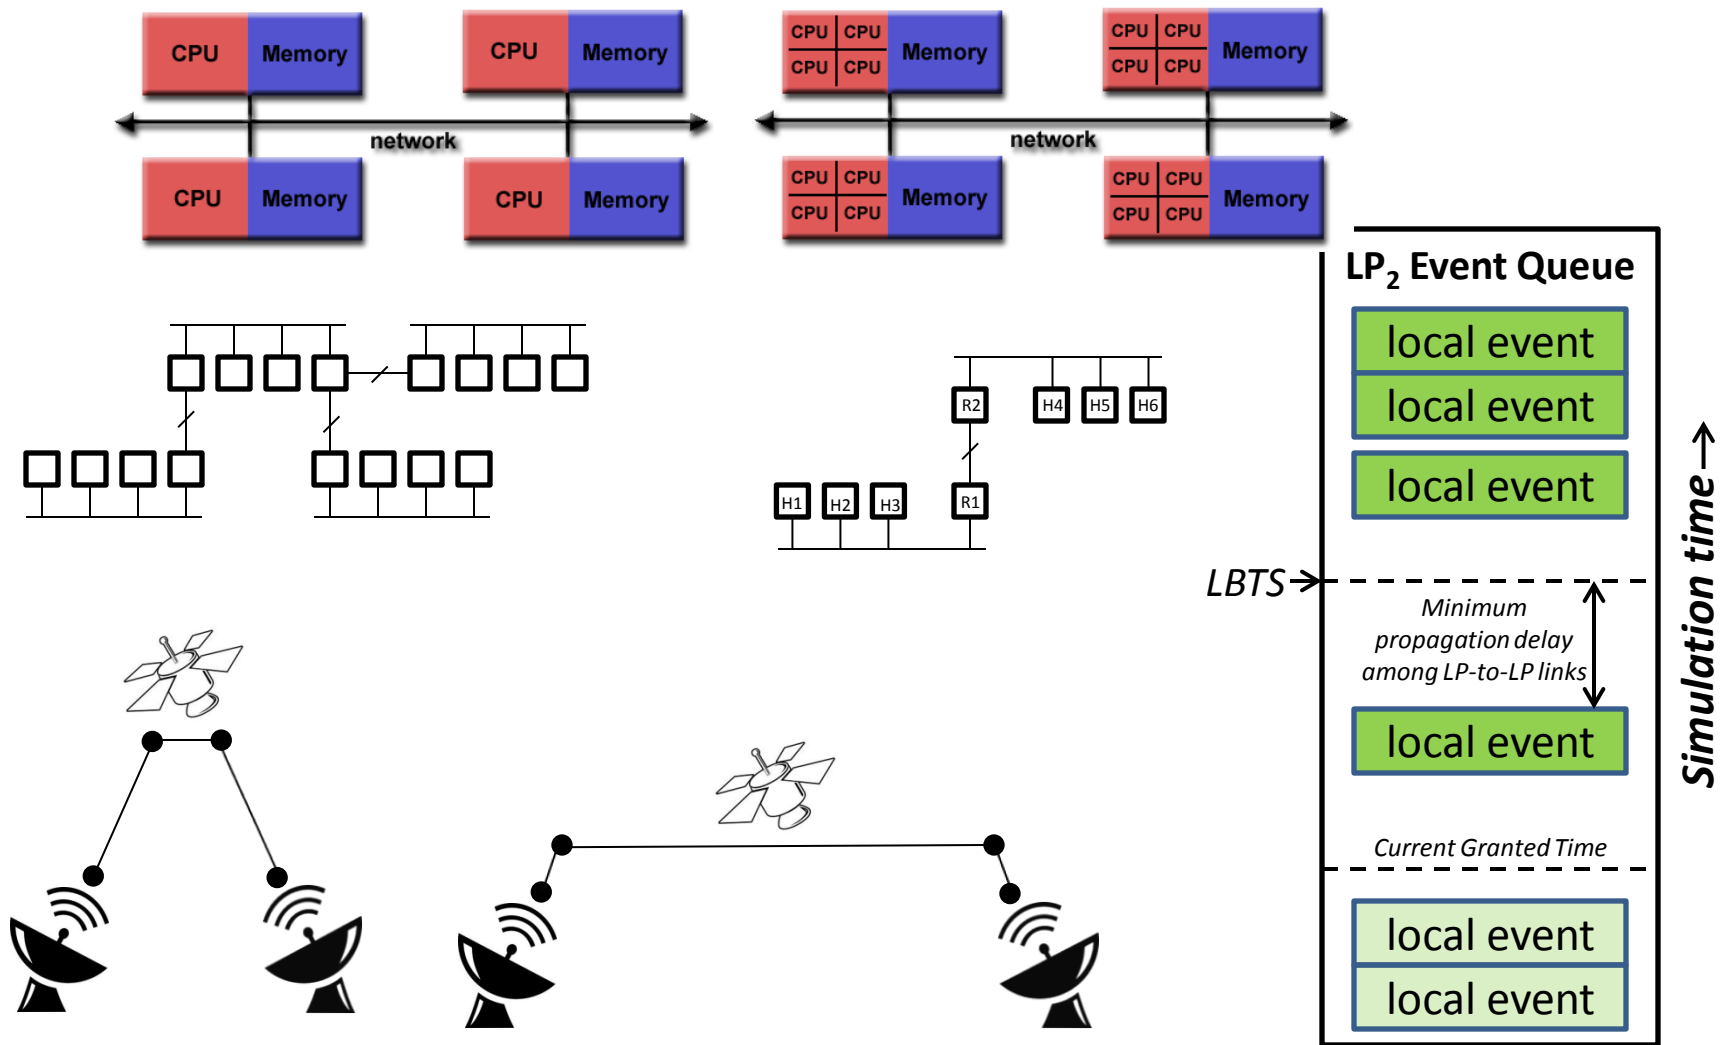 CPU Memory
CPU Memory
network
CPU Memory
CPU Memory
CPU CPU
CPU CPU
Memory
CPU CPU
CPU CPU
Memory
network
CPU CPU
CPU CPU
Memory
CPU CPU
CPU CPU
Memory
R2 H4 H5 H6
H1 H2 H3 R1
LP2 Event Queue
local event
local event
local event
LBTS
Minimum
propagation delay
among LP-to-LP links
local event
Current Granted Time
local event
local event
Simulation time